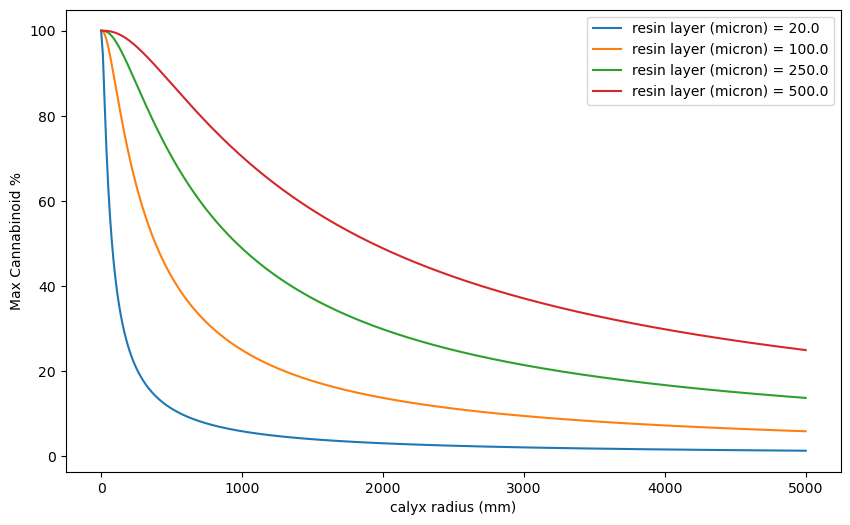 resin layer (micron) = 20.0
resin layer (micron) = 100.0
resin layer (micron) = 250.0
resin layer (micron) = 500.0
Max Cannabinoid %
100
80
60
40
20
0
0 1000 2000 3000 4000 5000
calyx radius (mm)